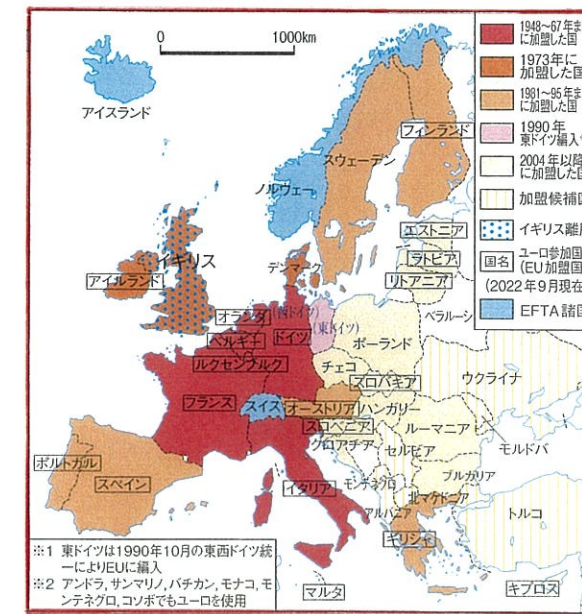 0 1000km
1948~67年ま
に加盟した国
1973年に
加盟した国
1981~95年ま
に加盟した国
1990年
東ドイツ編入
2004年以降
に加盟した国
加盟候補国
イギリス離脱
国名 ユーロ参加国
(EU加盟国
(2022年9月現在
EFTA諸国
アイスランド
フィンランド
スウェーデン
ノルウェー
エストニア
イギリス
ラトビア
デンマーク
アイルランド
リトアニア
オランダ
(西ドイツ)
ベラルーシ
(東ドイツ)
ベルギー
ドイツ
ポーランド
ルクセンブルク
チェコ
スロバキア
ウクライナ
フランス
スイス
オーストリア
ハンガリー
スロベニア
ルーマニア
クロアチア
モルドバ
セルビア
ポルトガル
スペイン
ブルガリア
イタリア
モンテネグロ
北マケドニア
アルバニア
トルコ
ギリシャ
※1 東ドイツは1990年10月の東西ドイツ統
一によりEUに編入
※2 アンドラ,サンマリノ,バチカン,モナコ,モ
ンテネグロ,コソボでもユーロを使用
マルタ
キプロス